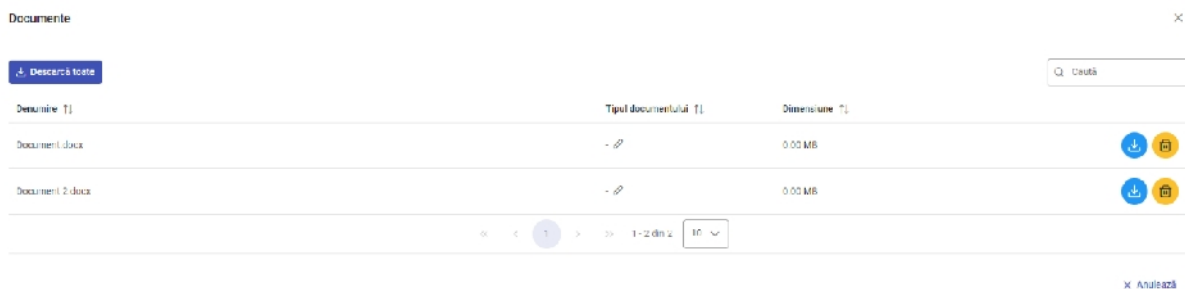 Documente
Descarcă toate
Caută
Denumire Tipul documentului Dimensiune
Document.docx - 0.00 MB
Document 2.docx - 0.00 MB
1 1 - 2 din 2 10
Anulează